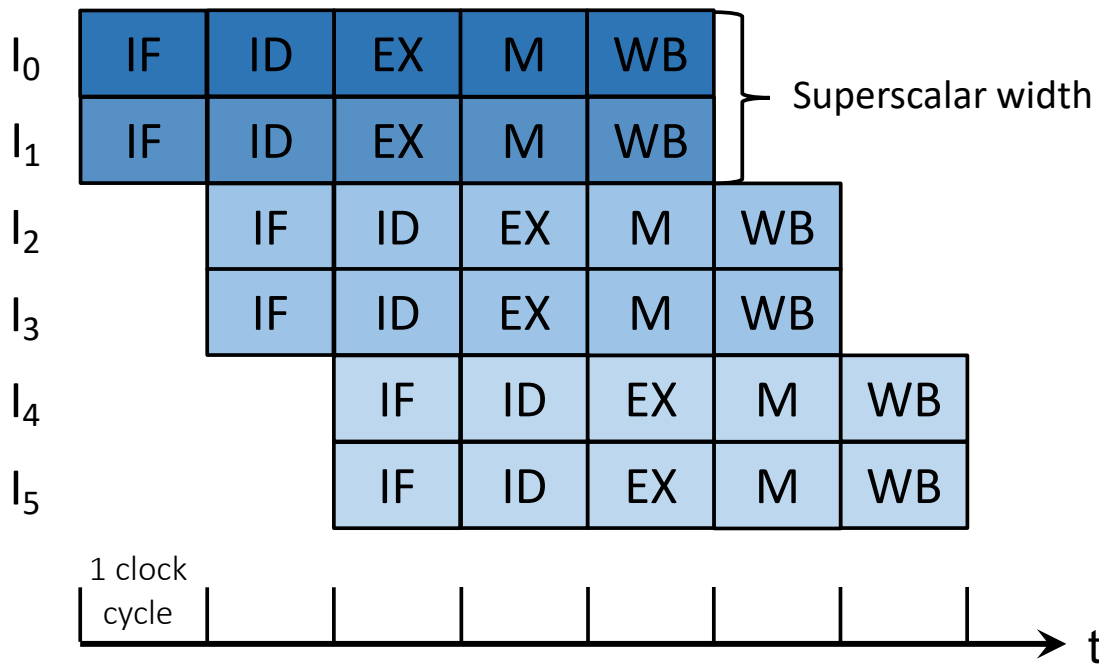 I0 IF ID EX M WB
Superscalar width
I1 IF ID EX M WB
I2 IF ID EX M WB
I3 IF ID EX M WB
I4 IF ID EX M WB
I5 IF ID EX M WB
1 clock
cycle
t